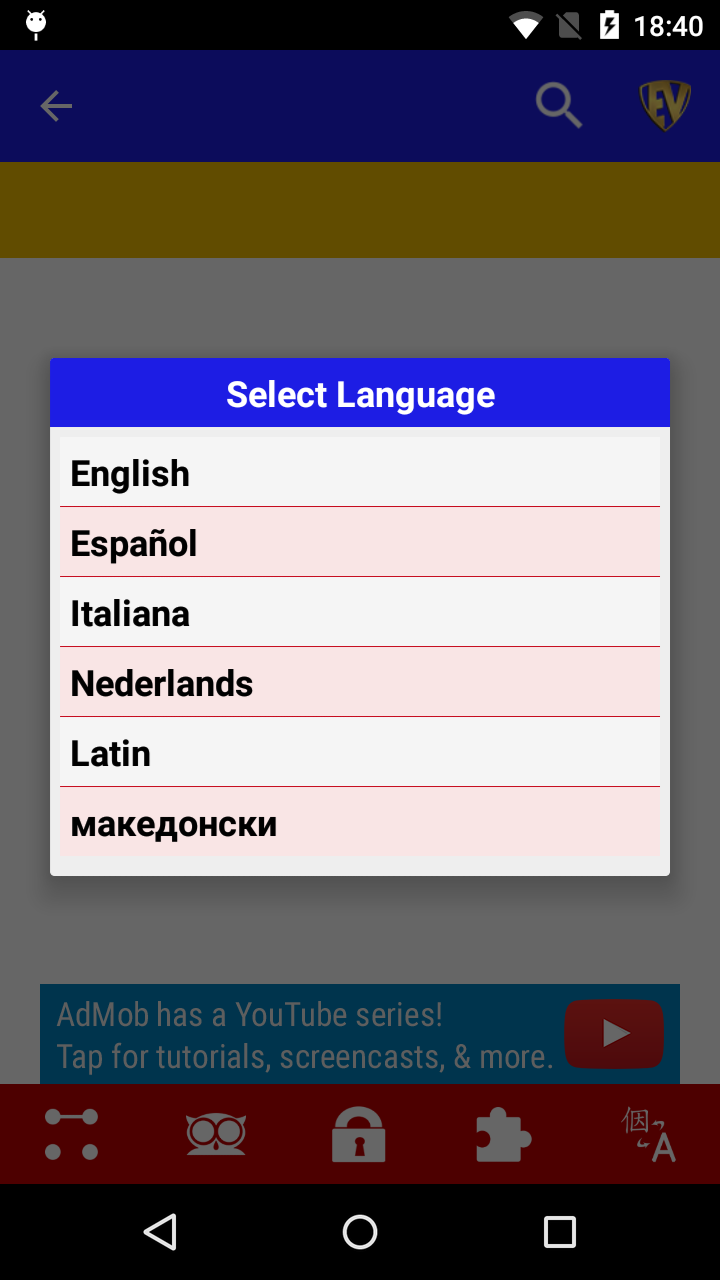 18:40
EV
Select Language
English
Español
Italiana
Nederlands
Latin
македонски
AdMob has a YouTube series!
Tap for tutorials, screencasts, & more.
個 A